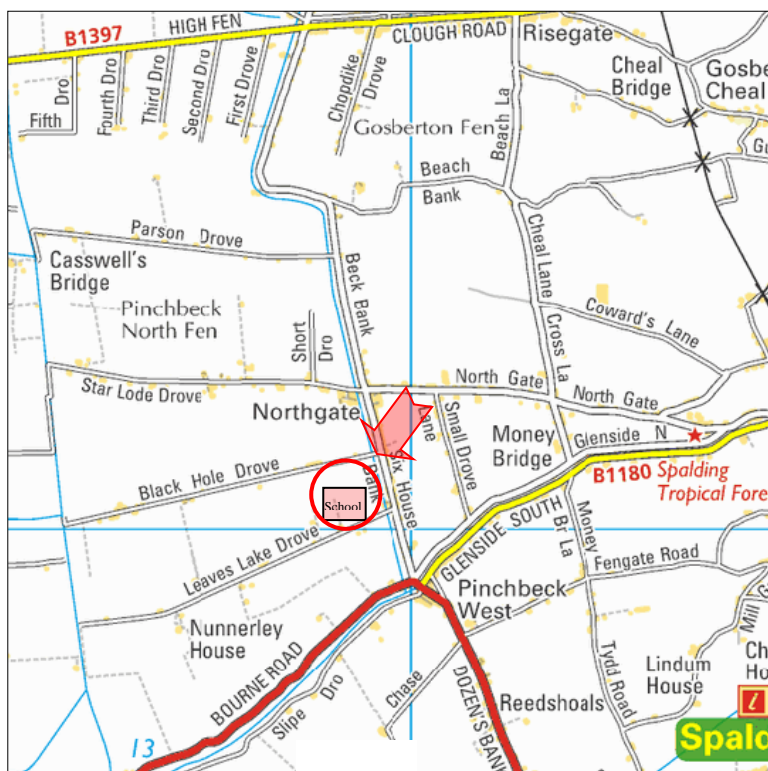 HIGH FEN
B1397
CLOUGH ROAD
Risegate
Fifth
Dro
Fourth Dro
Third Dro
Second Dro
First Drove
Chopdike
Drove
Beach La
Cheal
Bridge
Gosbe
Cheal
Gosberton Fen
Beach
Bank
Parson Drove
Casswell's
Bridge
Beck Bank
Cheal Lane
Pinchbeck
North Fen
Short
Dro
Coward's Lane
Cross La
Star Lode Drove
North Gate
North Gate
Northgate
Lane
Small Drove
Money
Bridge
Glenside N
B1180
Spalding
Tropical Fore
Black Hole Drove
Six House
Bank
School
GLENSIDE SOUTH
Money
Br La
Leaves Lake Drove
Fengate Road
Pinchbeck
West
Mill
Nunnerley
House
BOURNE ROAD
Slipe Dro
Chase
DOZEN'S BANK
Tydd Road
Lindum
House
Ch
Ho
Reedshoals
i
13
Spald